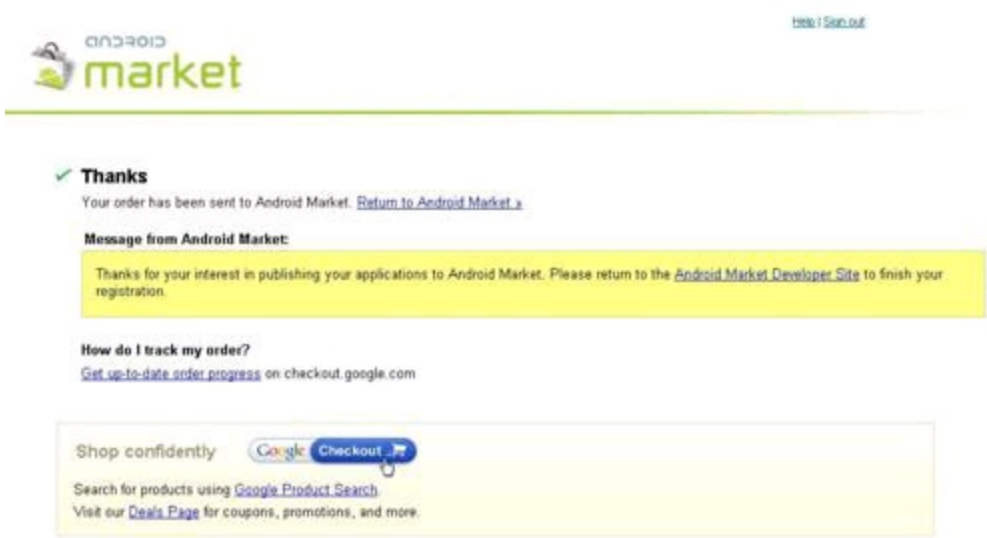 Help | Sign out
android
market
Thanks
Your order has been sent to Android Market. Return to Android Market »
Message from Android Market:
Thanks for your interest in publishing your applications to Android Market. Please return to the Android Market Developer Site to finish your
registration.
How do I track my order?
Get up-to-date order progress on checkout.google.com
Shop confidently Google Checkout
Search for products using Google Product Search.
Visit our Deals Page for coupons, promotions, and more.